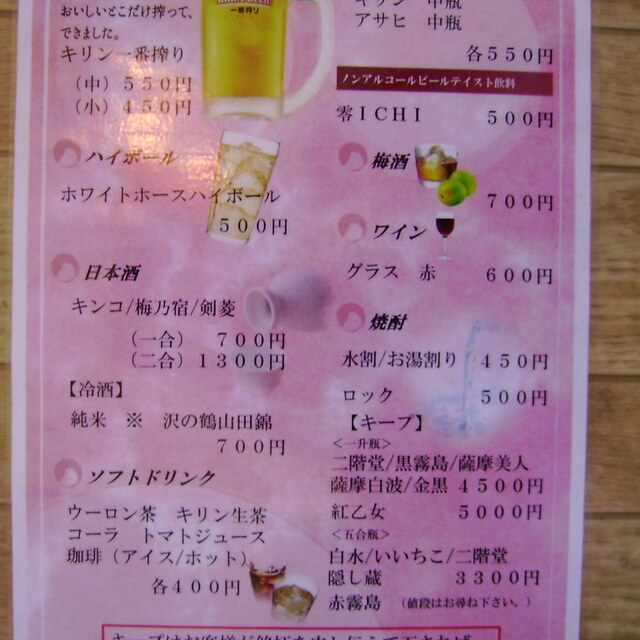 おいしいとこだけ搾って、
できました。
キリン一番搾り
(中) 550円
(小) 450円
一番搾り
ハイボール
ホワイトホースハイボール
500円
日本酒
キンコ/梅乃宿/剣菱
(一合) 700円
(二合) 1300円
【冷酒】
純米 ※ 沢の鶴山田錦
700円
ソフトドリンク
ウーロン茶 キリン生茶
コーラ トマトジュース
珈琲(アイス/ホット)
各400円
キリン 中瓶
アサヒ 中瓶
各550円
ノンアルコールビールテイスト飲料
零ICHI 500円
梅酒
700円
ワイン
グラス 赤 600円
焼酎
水割/お湯割り 450円
ロック 500円
【キープ】
<一升瓶>
二階堂/黒霧島/薩摩美人
薩摩白波/金黒 4500円
紅乙女 5000円
<五合瓶>
白水/いいちこ/二階堂
隠し蔵 3300円
赤霧島 (値段はお尋ね下さい。)